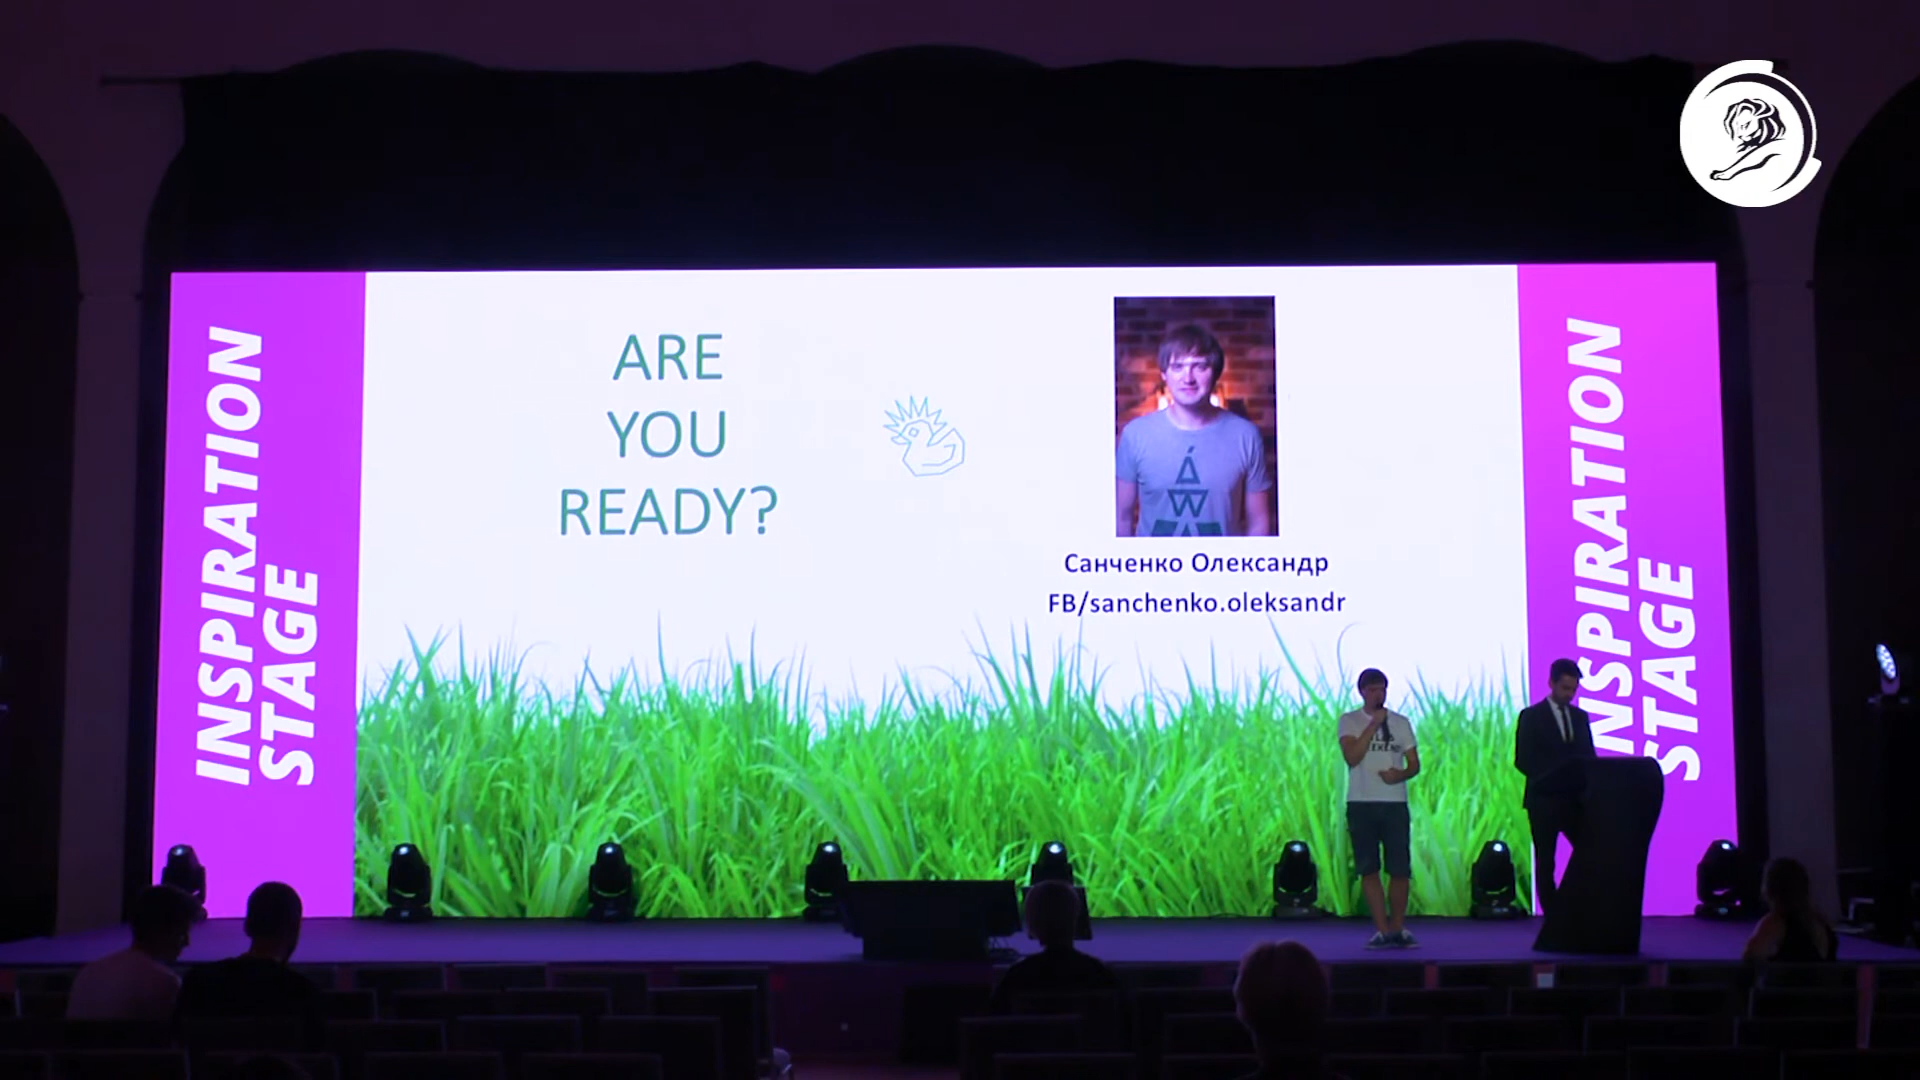 INSPIRATION
STAGE
ARE
YOU
READY?
Санченко Олександр
FB/sanchenko.oleksandr
INSPIRATION
STAGE